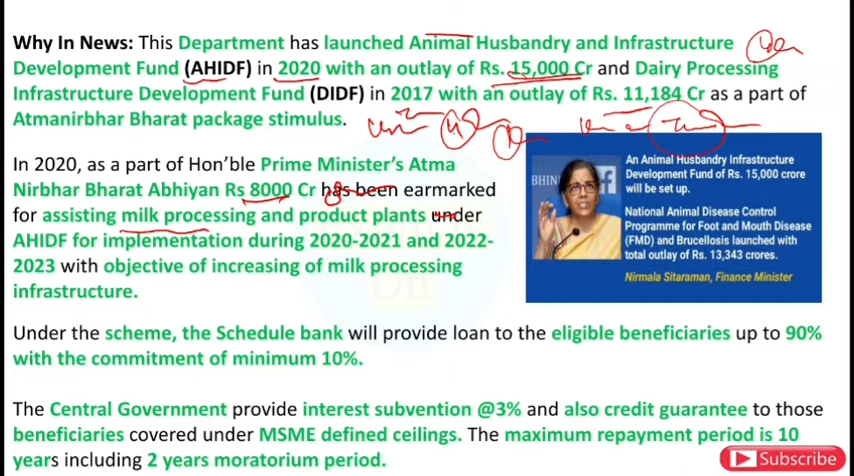 Why In News: This Department has launched Animal Husbandry and Infrastructure
Development Fund (AHIDF) in 2020 with an outlay of Rs. 15,000 Cr and Dairy Processing
Infrastructure Development Fund (DIDF) in 2017 with an outlay of Rs. 11,184 Cr as a part of
Atmanirbhar Bharat package stimulus.
In 2020, as a part of Hon'ble Prime Minister's Atma
Nirbhar Bharat Abhiyan Rs 8000 Cr has been earmarked
for assisting milk processing and product plants under
AHIDF for implementation during 2020-2021 and 2022-
2023 with objective of increasing of milk processing
infrastructure.
An Animal Husbandry Infrastructure
Development Fund of Rs. 15,000 crore
will be set up.
National Animal Disease Control
Programme for Foot and Mouth Disease
(FMD) and Brucellosis launched with
total outlay of Rs. 13,343 crores.
Nirmala Sitaraman, Finance Minister
Under the scheme, the Schedule bank will provide loan to the eligible beneficiaries up to 90%
with the commitment of minimum 10%.
The Central Government provide interest subvention @3% and also credit guarantee to those
beneficiaries covered under MSME defined ceilings. The maximum repayment period is 10
years including 2 years moratorium period.
Subscribe